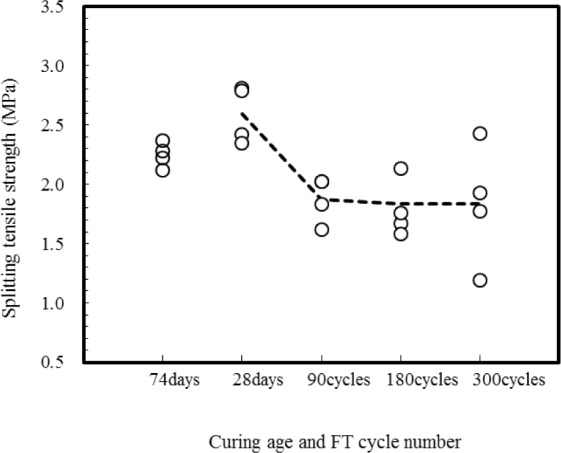 3.5
3.0
2.5
2.0
1.5
1.0
0.5
Splitting tensile strength (MPa)
74days 28days 90cycles 180cycles 300cycles
Curing age and FT cycle number